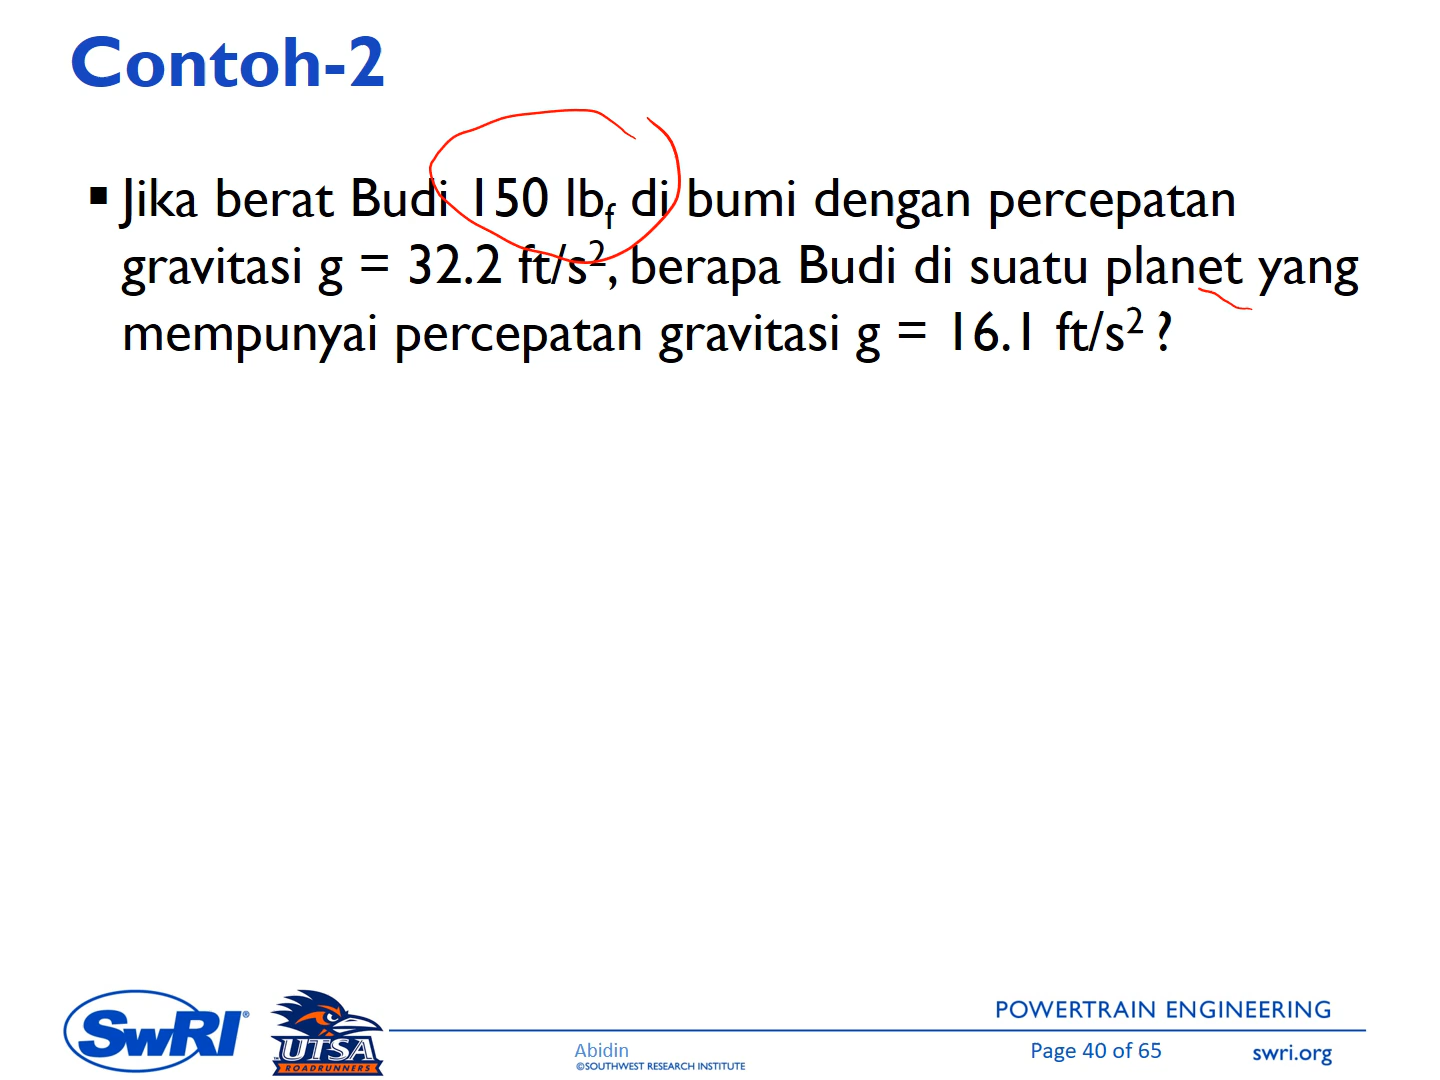 Contoh-2
▪ Jika berat Budi 150 lbf di bumi dengan percepatan
gravitasi g = 32.2 ft/s², berapa Budi di suatu planet yang
mempunyai percepatan gravitasi g = 16.1 ft/s² ?
SwRI®
UTSA
ROADRUNNERS
Abidin
©SOUTHWEST RESEARCH INSTITUTE
POWERTRAIN ENGINEERING
Page 40 of 65
swri.org